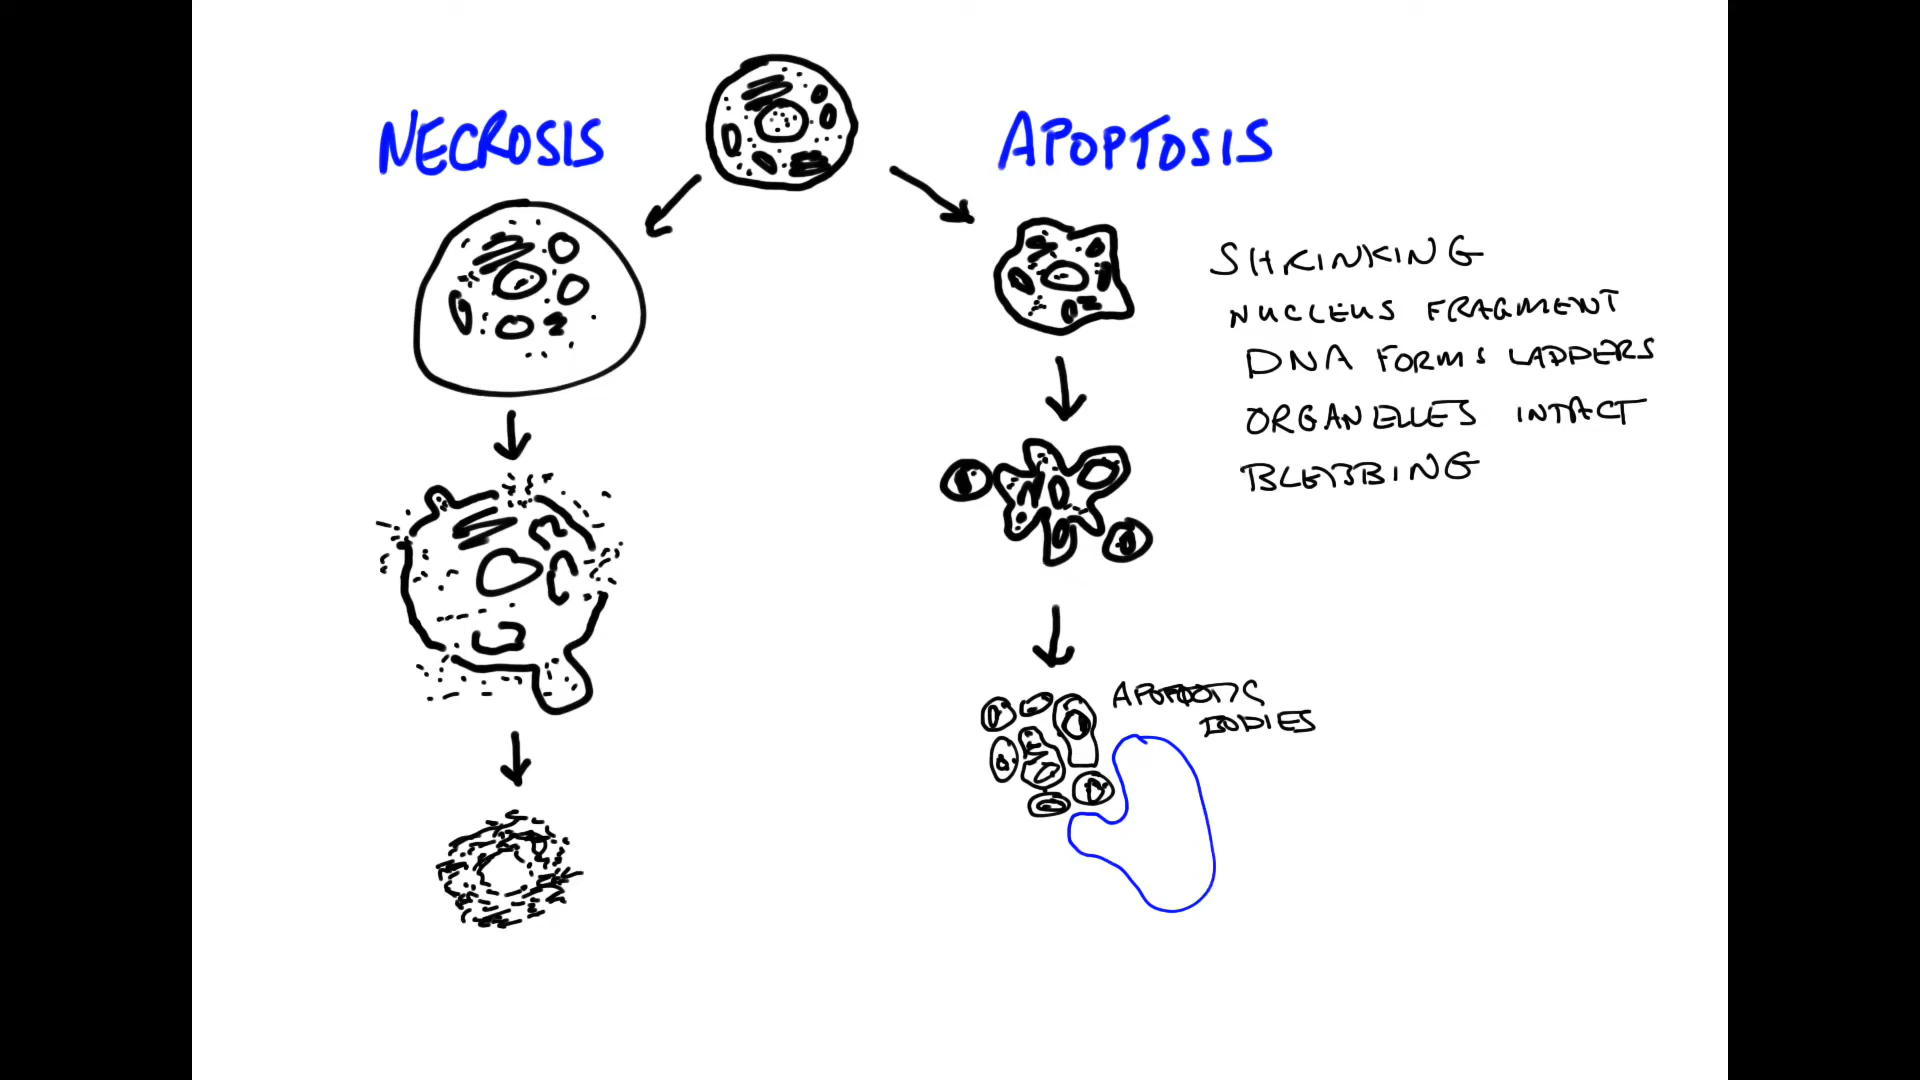 NECROSIS
APOPTOSIS
SHRINKING
NUCLEUS FRAGMENT
DNA FORMS LADDERS
ORGANELLES INTACT
BLEBBING
BODIES